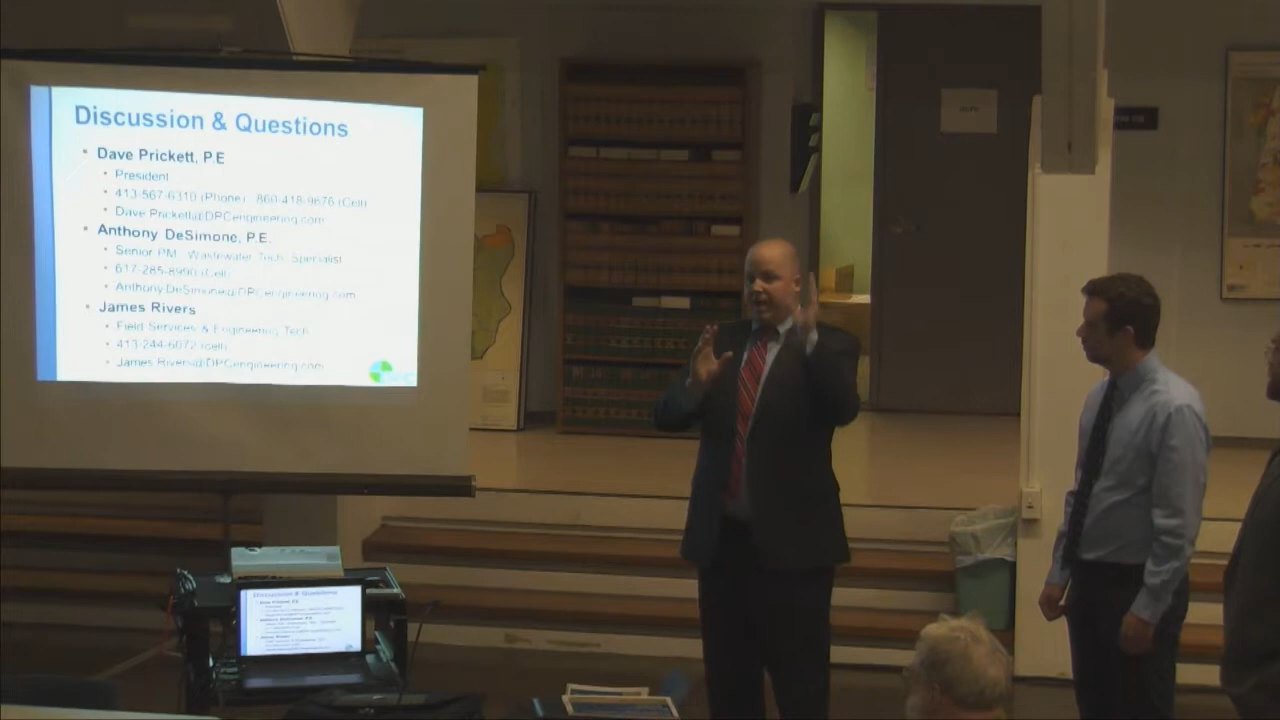 Discussion & Questions
Dave Prickett, P.E
President
413-567-6310 (Phone) 860-418-9676 (Cell)
Dave.Prickett@DPCengineering.com
Anthony DeSimone, P.E.
Senior PM Wastewater Tech. Specialist
617-285-8990 (Cell)
Anthony.DeSimone@DPCengineering.com
James Rivers
Field Services & Engineering Tech
413-244-6072 (Cell)
James.Rivers@DPCengineering.com
Discussion & Questions